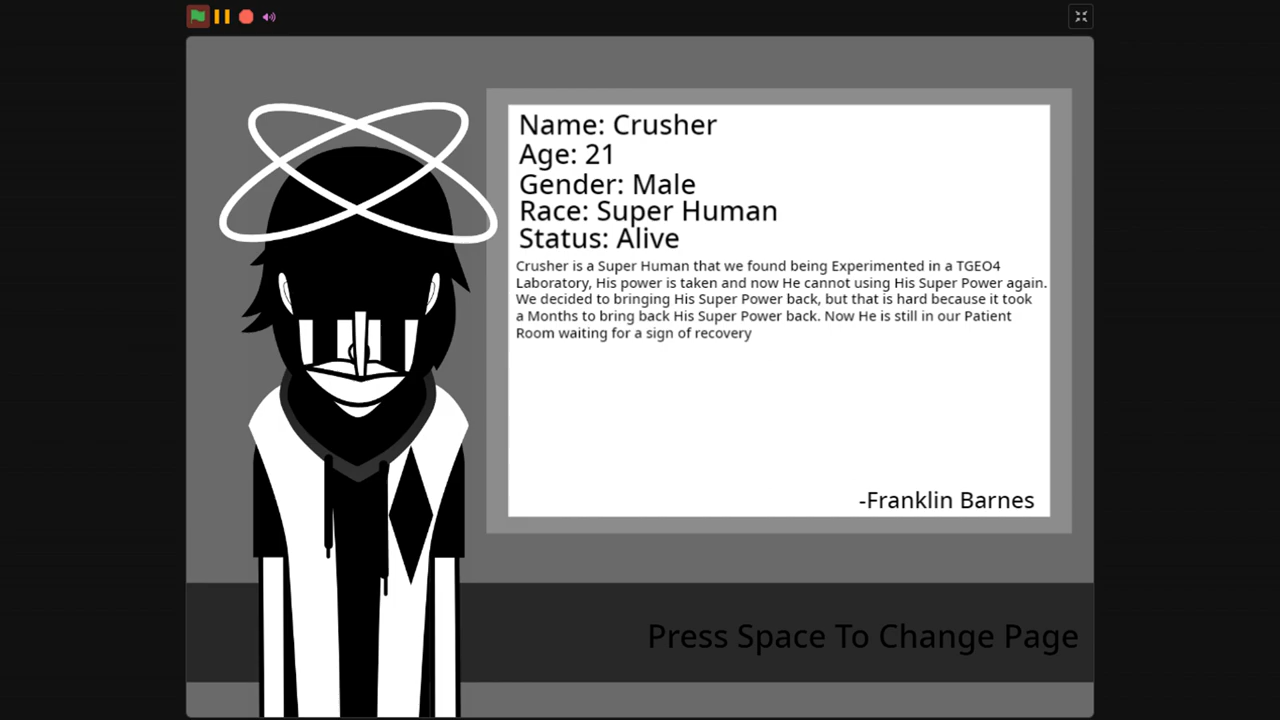 Name: Crusher
Age: 21
Gender: Male
Race: Super Human
Status: Alive
Crusher is a Super Human that we found being Experimented in a TGEO4
Laboratory, His power is taken and now He cannot using His Super Power again.
We decided to bringing His Super Power back, but that is hard because it took
a Months to bring back His Super Power back. Now He is still in our Patient
Room waiting for a sign of recovery
-Franklin Barnes
Press Space To Change Page